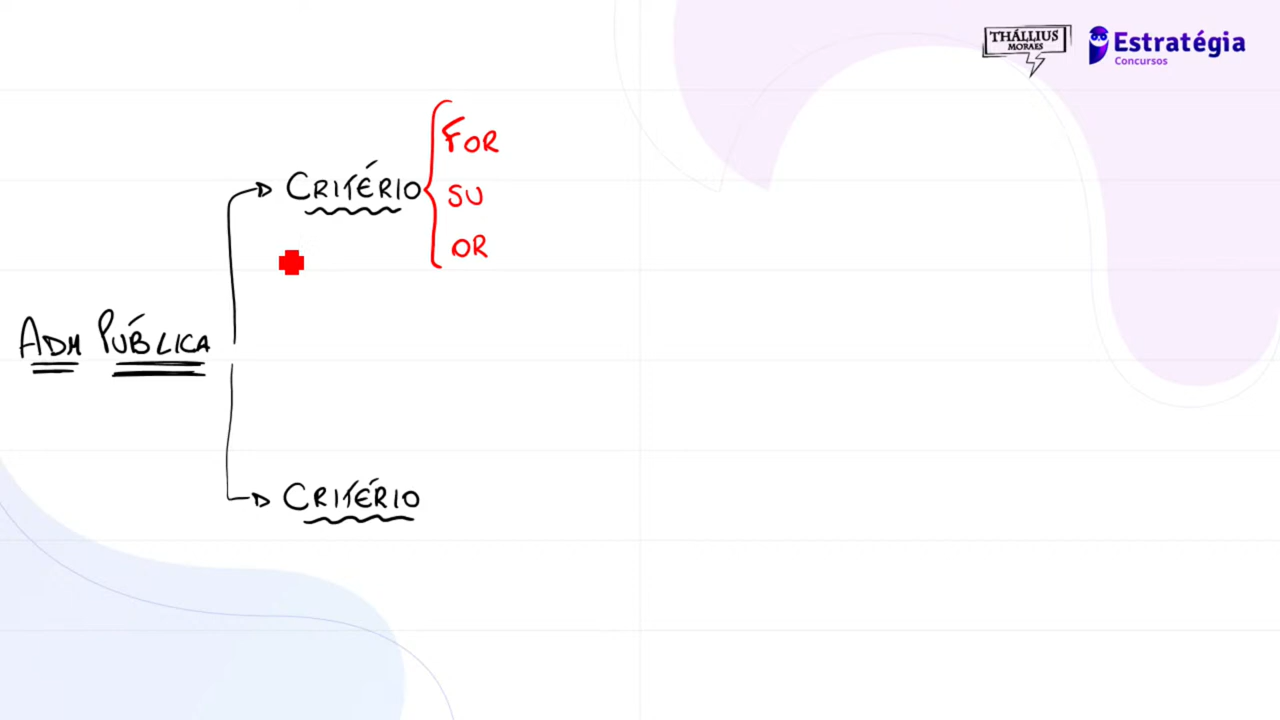 THÁLLIUS
MORAES
Estratégia
Concursos
CRITÉRIO
FOR
SU
OR
ADM PÚBLICA
CRITÉRIO